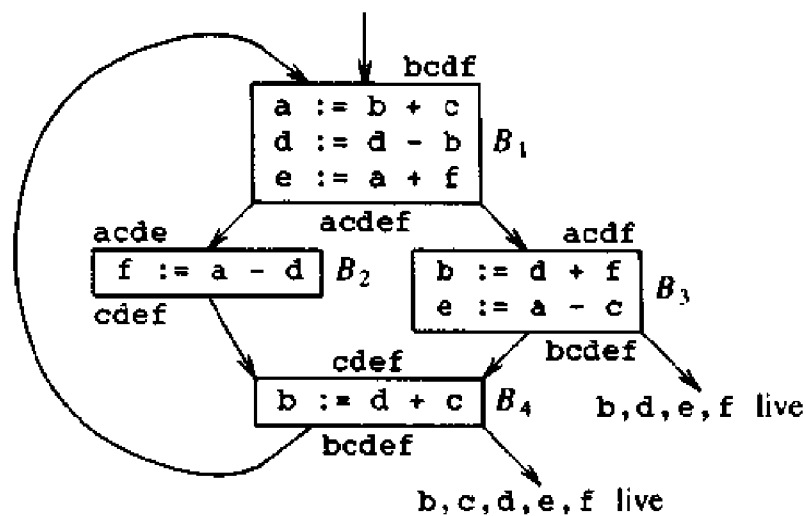 bcdf
a := b + c
d := d - b
e := a + f
B1
acdef
acde
f := a - d
B2
cdef
acdf
b := d + f
e := a - c
B3
bcdef
cdef
b := d + c
B4
bcdef
b,d,e,f live
b,c,d,e,f live